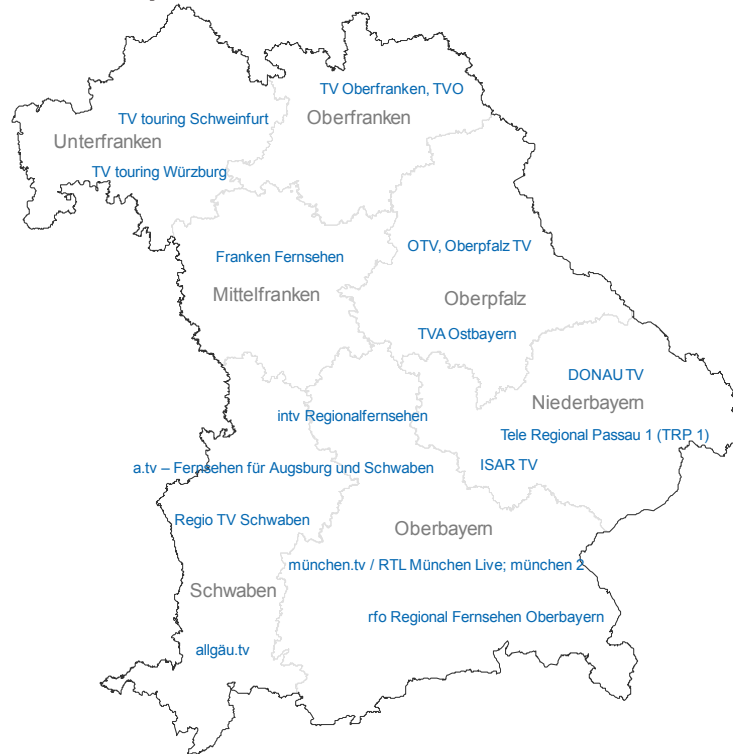 TV Oberfranken, TVO
TV touring Schweinfurt
Oberfranken
Unterfranken
TV touring Würzburg
OTV, Oberpfalz TV
Franken Fernsehen
Mittelfranken
Oberpfalz
TVA Ostbayern
DONAU TV
Niederbayern
intv Regionalfernsehen
Tele Regional Passau 1 (TRP 1)
a.tv – Fernsehen für Augsburg und Schwaben
ISAR TV
Regio TV Schwaben
Oberbayern
münchen.tv / RTL München Live; münchen 2
Schwaben
rfo Regional Fernsehen Oberbayern
allgäu.tv